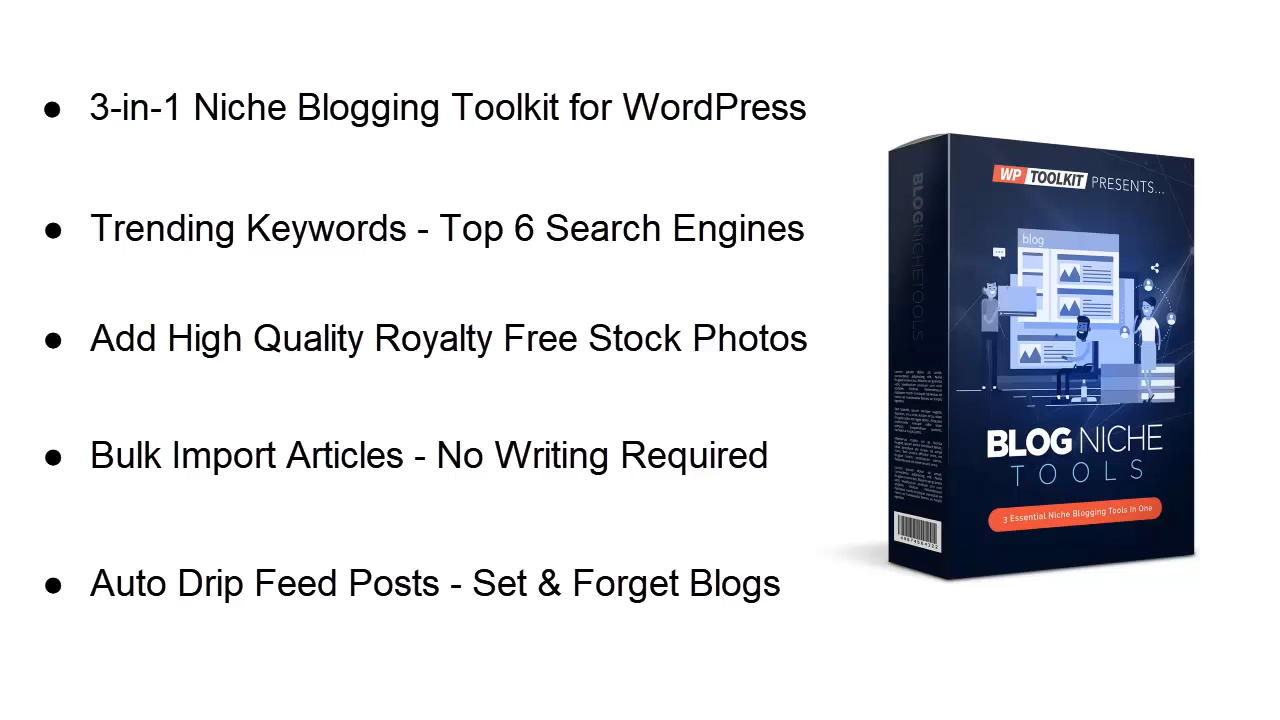 ● 3-in-1 Niche Blogging Toolkit for WordPress
● Trending Keywords - Top 6 Search Engines
● Add High Quality Royalty Free Stock Photos
● Bulk Import Articles - No Writing Required
● Auto Drip Feed Posts - Set & Forget Blogs
WP TOOLKIT PRESENTS...
blog
BLOG NICHE
TOOLS
3 Essential Niche Blogging Tools In One
BLOGNICHETOOLS